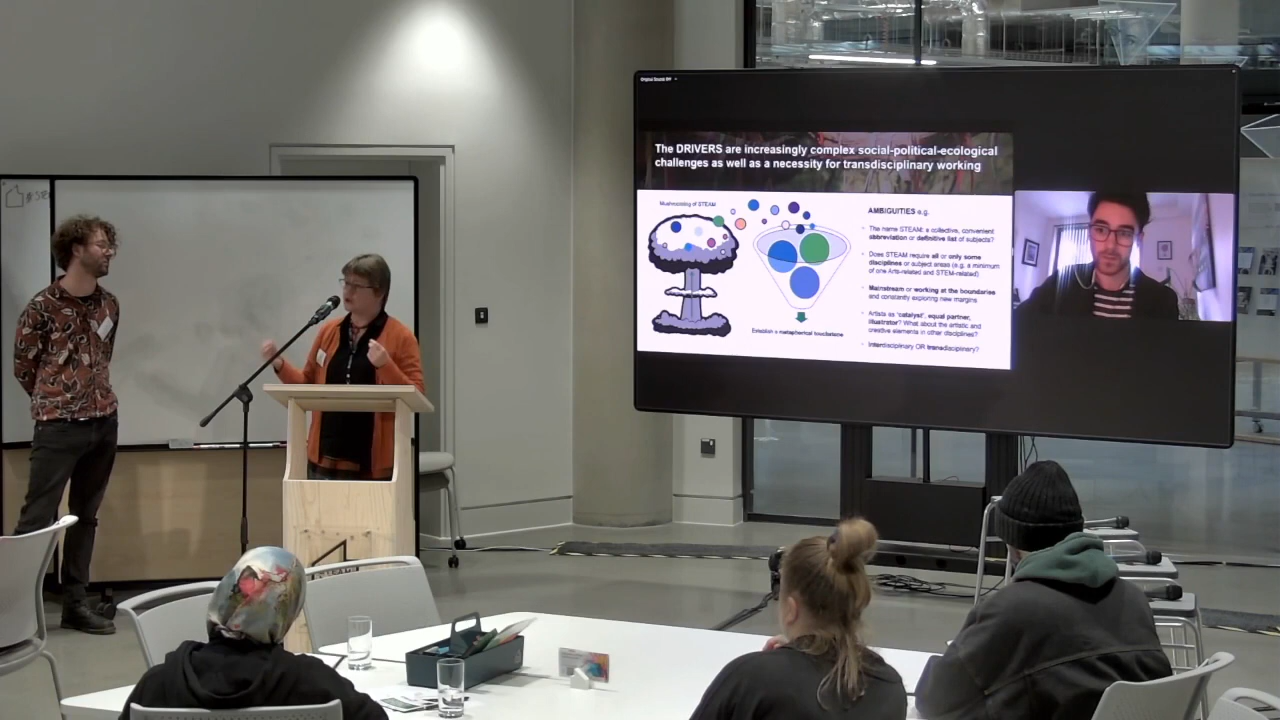 Original Sound: Off
The DRIVERS are increasingly complex social-political-ecological
challenges as well as a necessity for transdisciplinary working
Mushrooming of STEAM
Establish a metaphorical touchstone
AMBIGUITIES e.g.
The name STEAM: a collective, convenient
abbreviation or definitive list of subjects?
Does STEAM require all or only some
disciplines or subject areas (e.g. a minimum
of one Arts-related and STEM-related)
Mainstream or working at the boundaries
and constantly exploring new margins
Artists as 'catalyst', equal partner,
illustrator? What about the artistic and
creative elements in other disciplines?
Interdisciplinary OR transdisciplinary?